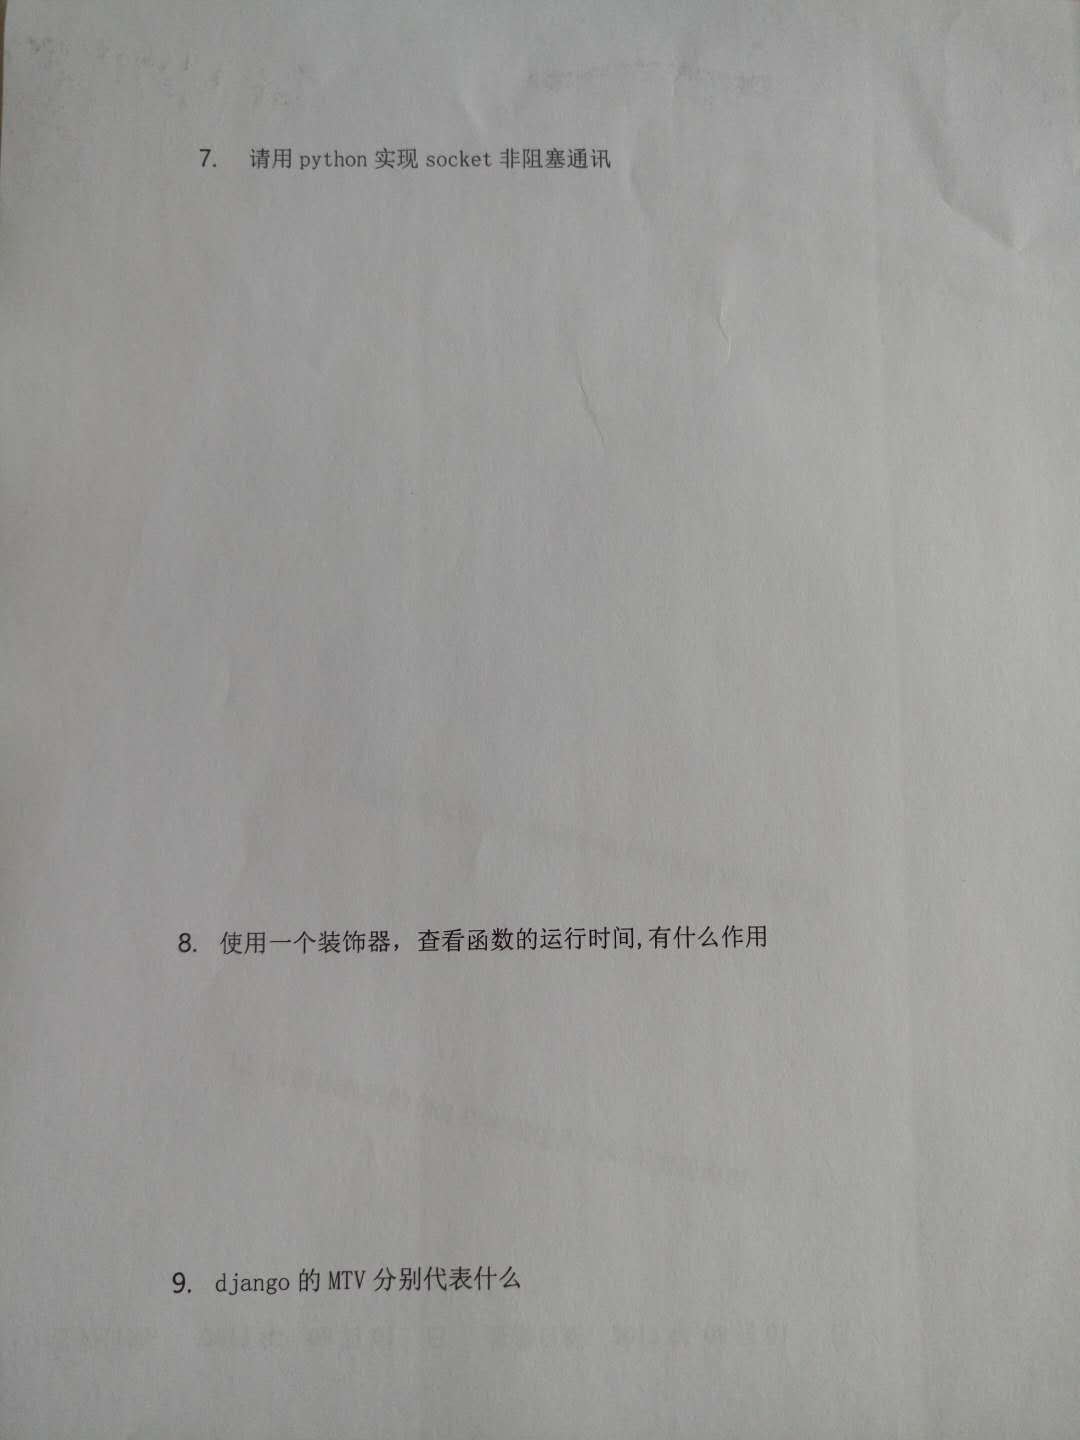 7. 请用 python 实现 socket 非阻塞通讯
8. 使用一个装饰器，查看函数的运行时间,有什么作用
9. django 的 MTV 分别代表什么